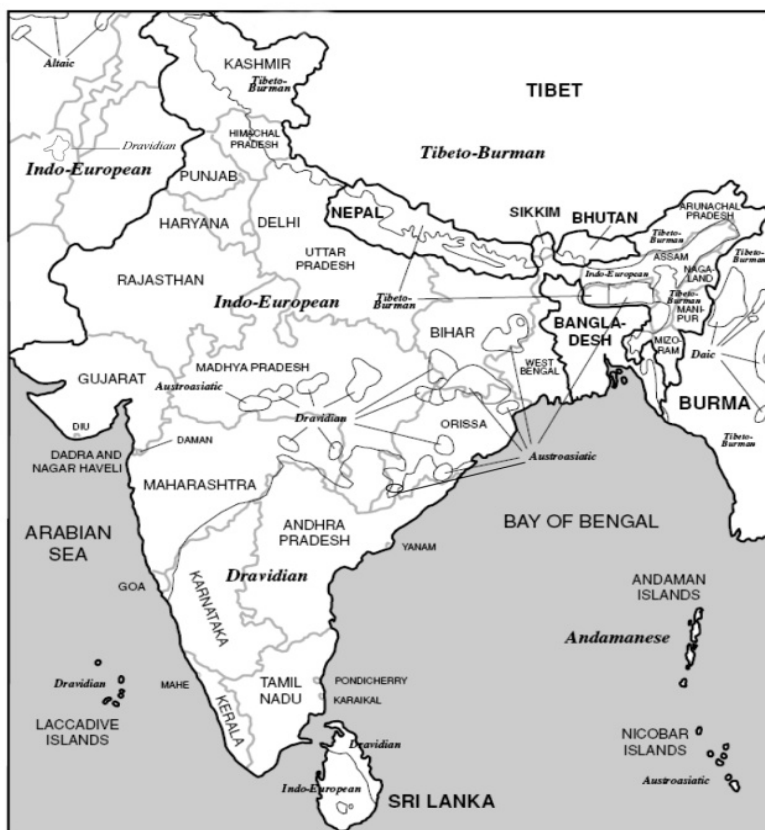 Altaic
KASHMIR
Tibeto-
Burman
TIBET
Dravidian
HIMACHAL
PRADESH
Tibeto-Burman
Indo-European
PUNJAB
HARYANA
DELHI
NEPAL
SIKKIM
BHUTAN
ARUNACHAL
PRADESH
Tibeto-
Burman
ASSAM
Tibeto-
Burman
UTTAR
PRADESH
RAJASTHAN
Indo-European
NAGA-
LAND
Indo-European
Tibeto-
Burman
Tibeto-
Burman
MANI-
PUR
BIHAR
BANGLA-
DESH
MIZO-
RAM
Daic
GUJARAT
MADHYA PRADESH
Austroasiatic
WEST
BENGAL
BURMA
DIU
Dravidian
ORISSA
Tibeto-
Burman
DAMAN
DADRA AND
NAGAR HAVELI
Austroasiatic
MAHARASHTRA
ARABIAN
SEA
ANDHRA
PRADESH
BAY OF BENGAL
YANAM
GOA
KARNATAKA
Dravidian
ANDAMAN
ISLANDS
Andamanese
Dravidian
MAHE
TAMIL
NADU
PONDICHERRY
KARAIKAL
KERALA
LACCADIVE
ISLANDS
NICOBAR
ISLANDS
Dravidian
Austroasiatic
Indo-European
SRI LANKA